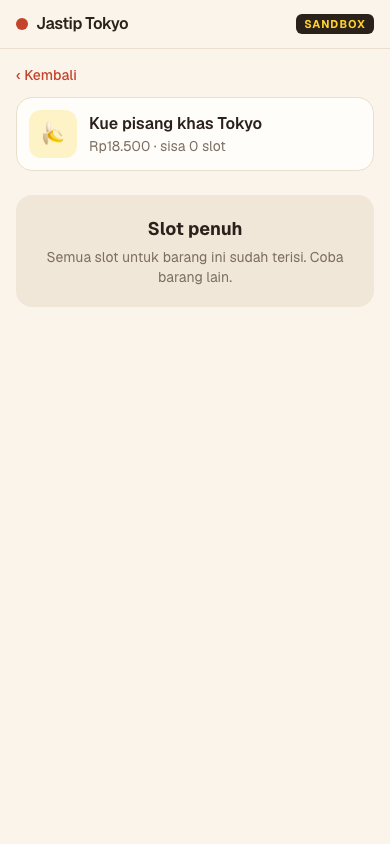 Jastip Tokyo
SANDBOX
‹ Kembali
Kue pisang khas Tokyo
Rp18.500 · sisa 0 slot
Slot penuh
Semua slot untuk barang ini sudah terisi. Coba
barang lain.